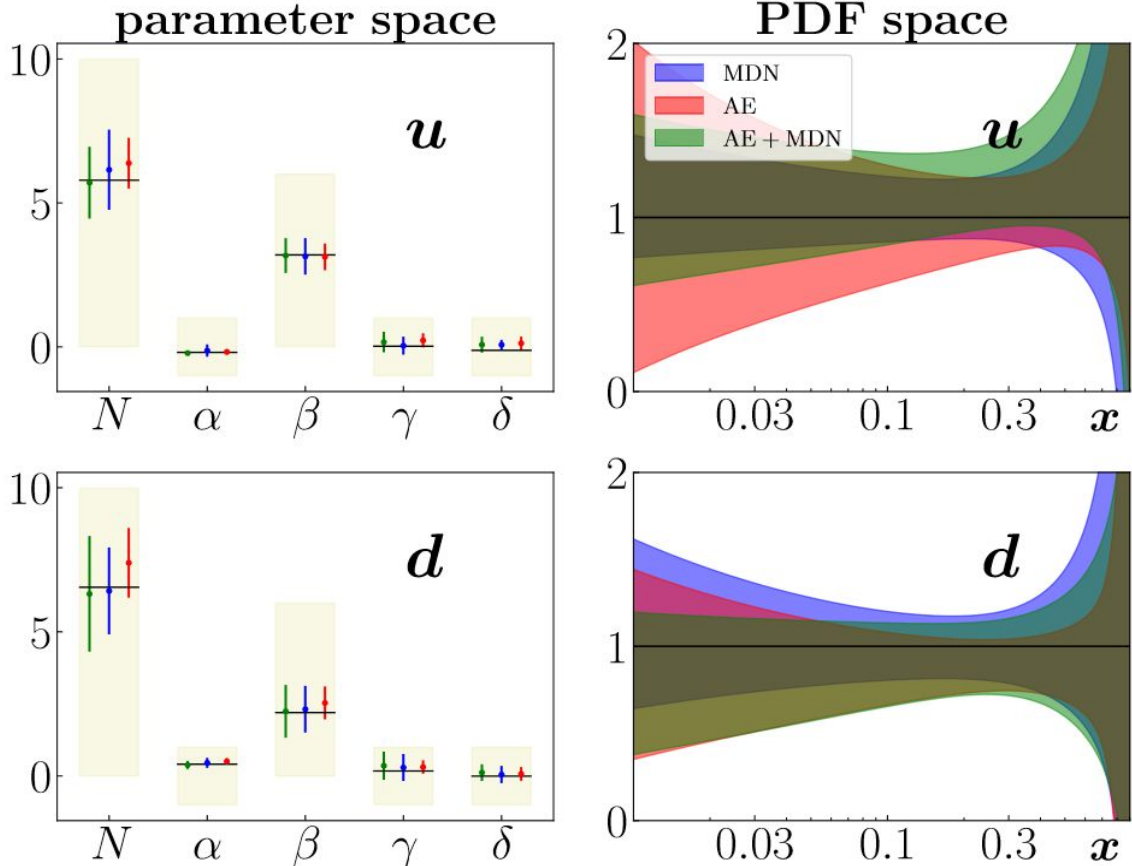 parameter space
PDF space
10
5
0
u
N α β γ δ
2
1
0
MDN
AE
AE + MDN
u
0.03 0.1 0.3 x
10
5
0
d
N α β γ δ
2
1
0
d
0.03 0.1 0.3 x